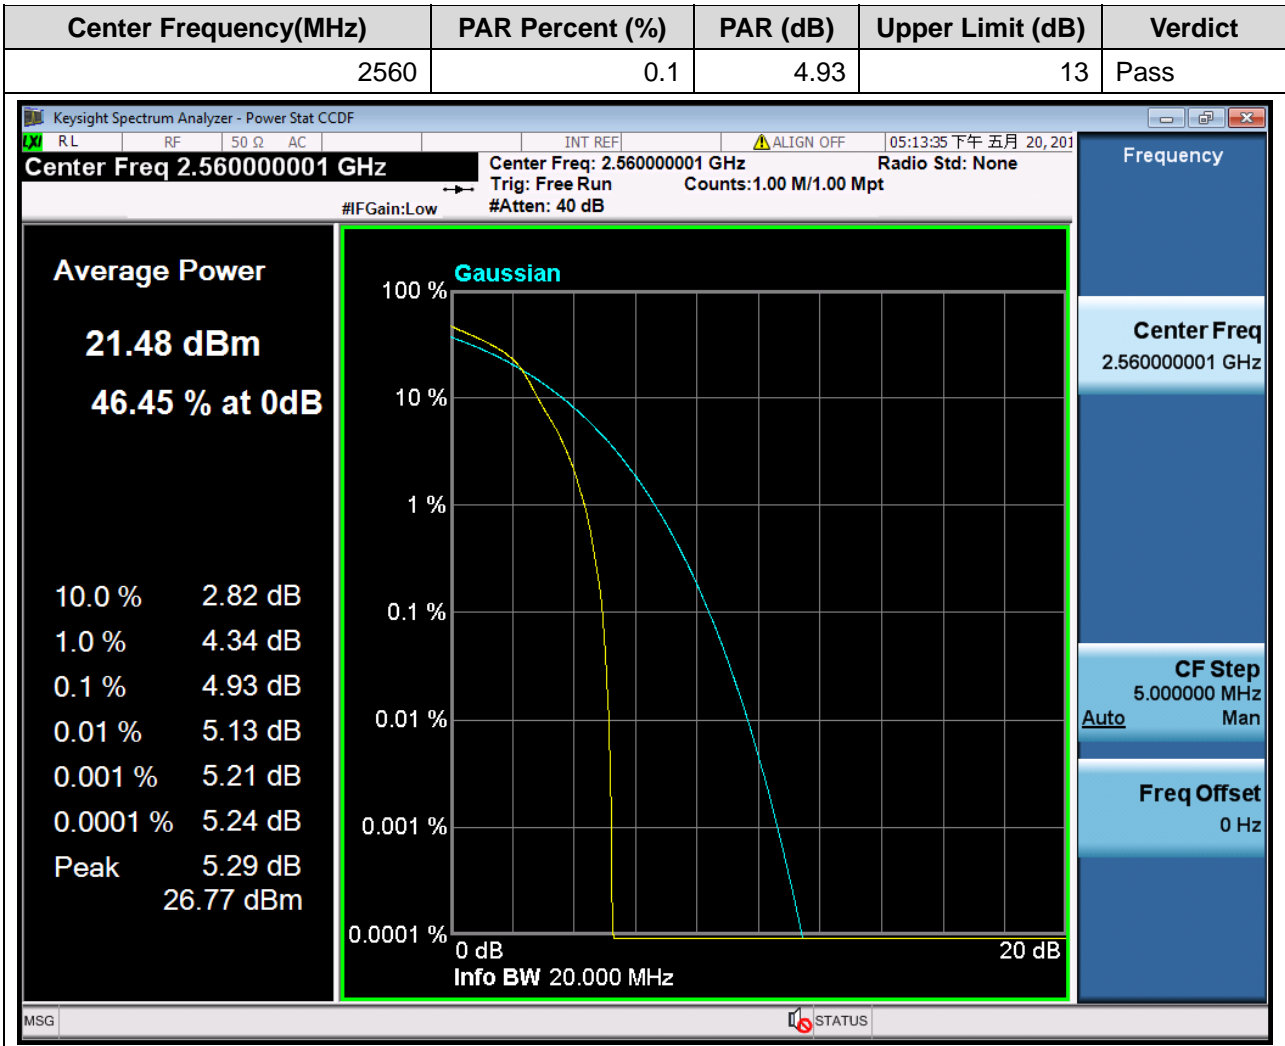 Center Frequency(MHz) PAR Percent (%) PAR (dB) Upper Limit (dB) Verdict
2560 0.1 4.93 13 Pass
Keysight Spectrum Analyzer - Power Stat CCDF
LXI RL RF 50 Ω AC INT REF ALIGN OFF 05:13:35 下午 五月 20, 201
Center Freq 2.560000001 GHz
Center Freq: 2.560000001 GHz Radio Std: None
Trig: Free Run Counts:1.00 M/1.00 Mpt
#IFGain:Low #Atten: 40 dB
Average Power
21.48 dBm
46.45 % at 0dB
10.0 % 2.82 dB
1.0 % 4.34 dB
0.1 % 4.93 dB
0.01 % 5.13 dB
0.001 % 5.21 dB
0.0001 % 5.24 dB
Peak 5.29 dB
26.77 dBm
Gaussian
100 %
10 %
1 %
0.1 %
0.01 %
0.001 %
0.0001 %
0 dB 20 dB
Info BW 20.000 MHz
Frequency
Center Freq
2.560000001 GHz
CF Step
5.000000 MHz
Auto Man
Freq Offset
0 Hz
MSG STATUS